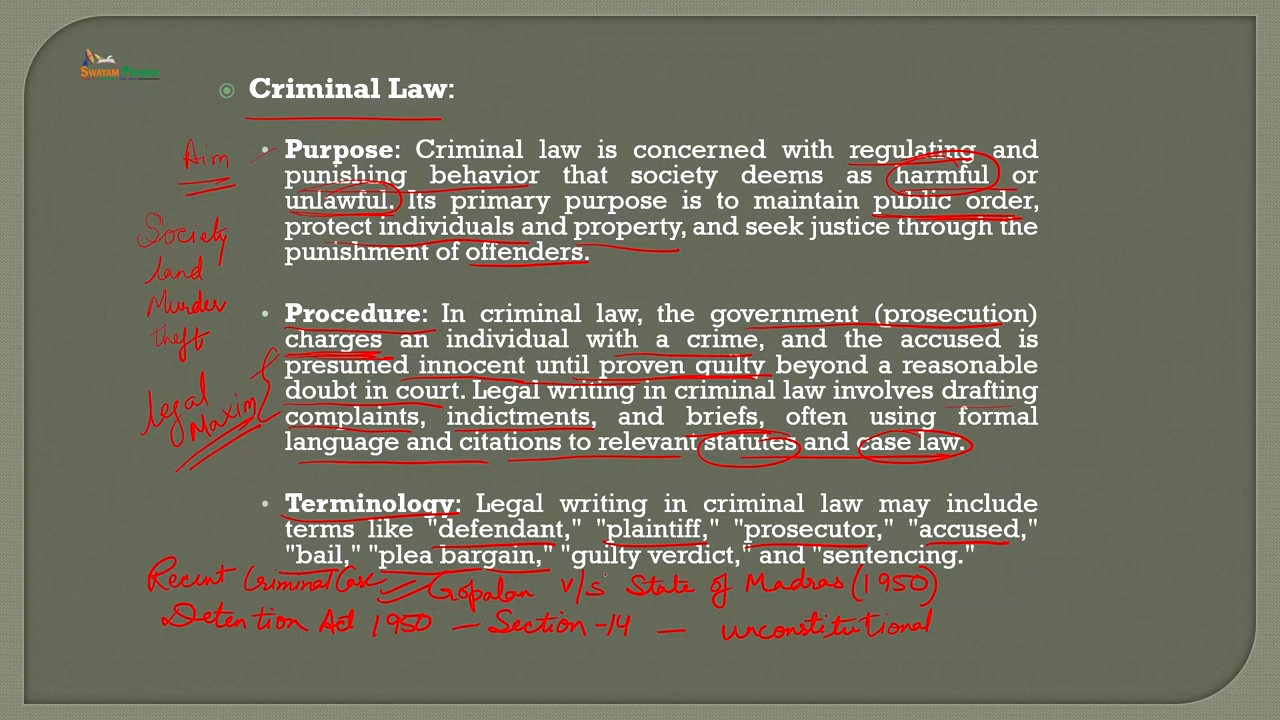 SWAYAM PRABHA
Criminal Law:
Aim
Purpose: Criminal law is concerned with regulating and
punishing behavior that society deems as harmful or
unlawful. Its primary purpose is to maintain public order,
protect individuals and property, and seek justice through the
punishment of offenders.
Society
land
Murder
theft
legal
Maxim
Procedure: In criminal law, the government (prosecution)
charges an individual with a crime, and the accused is
presumed innocent until proven guilty beyond a reasonable
doubt in court. Legal writing in criminal law involves drafting
complaints, indictments, and briefs, often using formal
language and citations to relevant statutes and case law.
Terminology: Legal writing in criminal law may include
terms like "defendant," "plaintiff," "prosecutor," "accused,"
"bail," "plea bargain," "guilty verdict," and "sentencing."
Recent Criminal Case Gopalan v/s State of Madras (1950)
Detention Act 1950 — Section -14 — unconstitutional